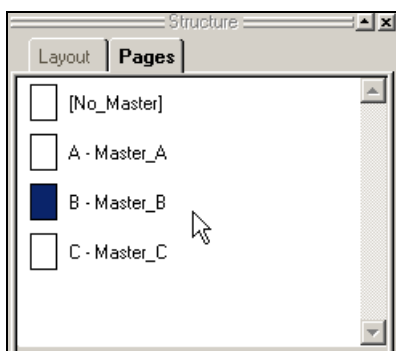 Structure
Layout Pages
[No_Master]
A - Master_A
B - Master_B
C - Master_C